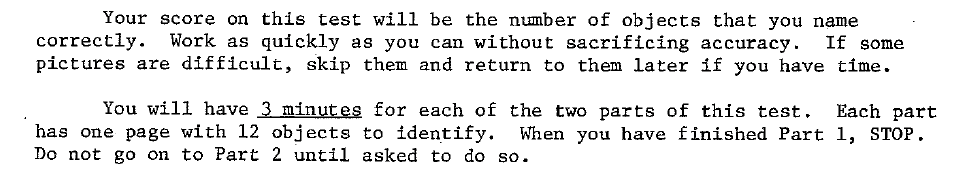 Your score on this test will be the number of objects that you name
correctly. Work as quickly as you can without sacrificing accuracy. If some
pictures are difficult, skip them and return to them later if you have time.
You will have 3 minutes for each of the two parts of this test. Each part
has one page with 12 objects to identify. When you have finished Part 1, STOP.
Do not go on to Part 2 until asked to do so.